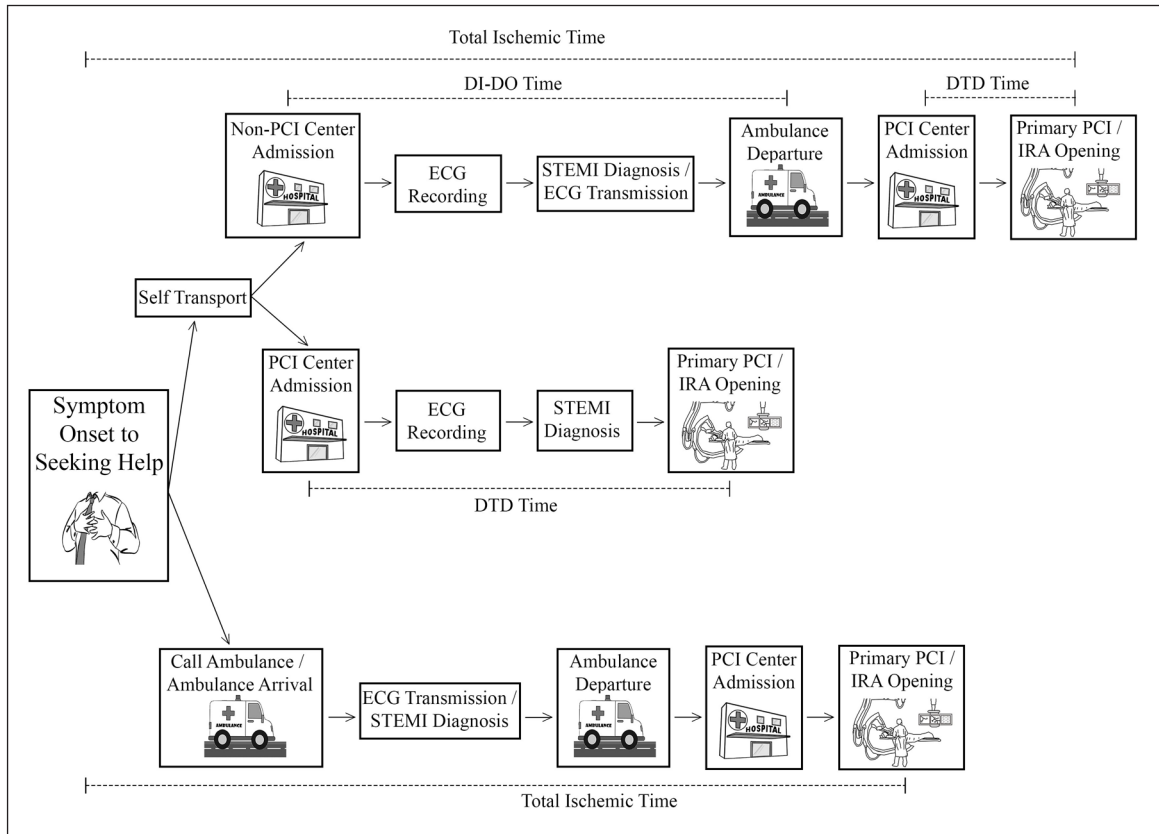 Total Ischemic Time
DI-DO Time
DTD Time
Non-PCI Center
Admission
HOSPITAL
ECG
Recording
STEMI Diagnosis /
ECG Transmission
Ambulance
Departure
AMBULANCE
PCI Center
Admission
HOSPITAL
Primary PCI /
IRA Opening
Self Transport
PCI Center
Admission
HOSPITAL
ECG
Recording
STEMI
Diagnosis
Primary PCI /
IRA Opening
DTD Time
Symptom
Onset to
Seeking Help
Call Ambulance /
Ambulance Arrival
AMBULANCE
ECG Transmission /
STEMI Diagnosis
Ambulance
Departure
AMBULANCE
PCI Center
Admission
HOSPITAL
Primary PCI /
IRA Opening
Total Ischemic Time